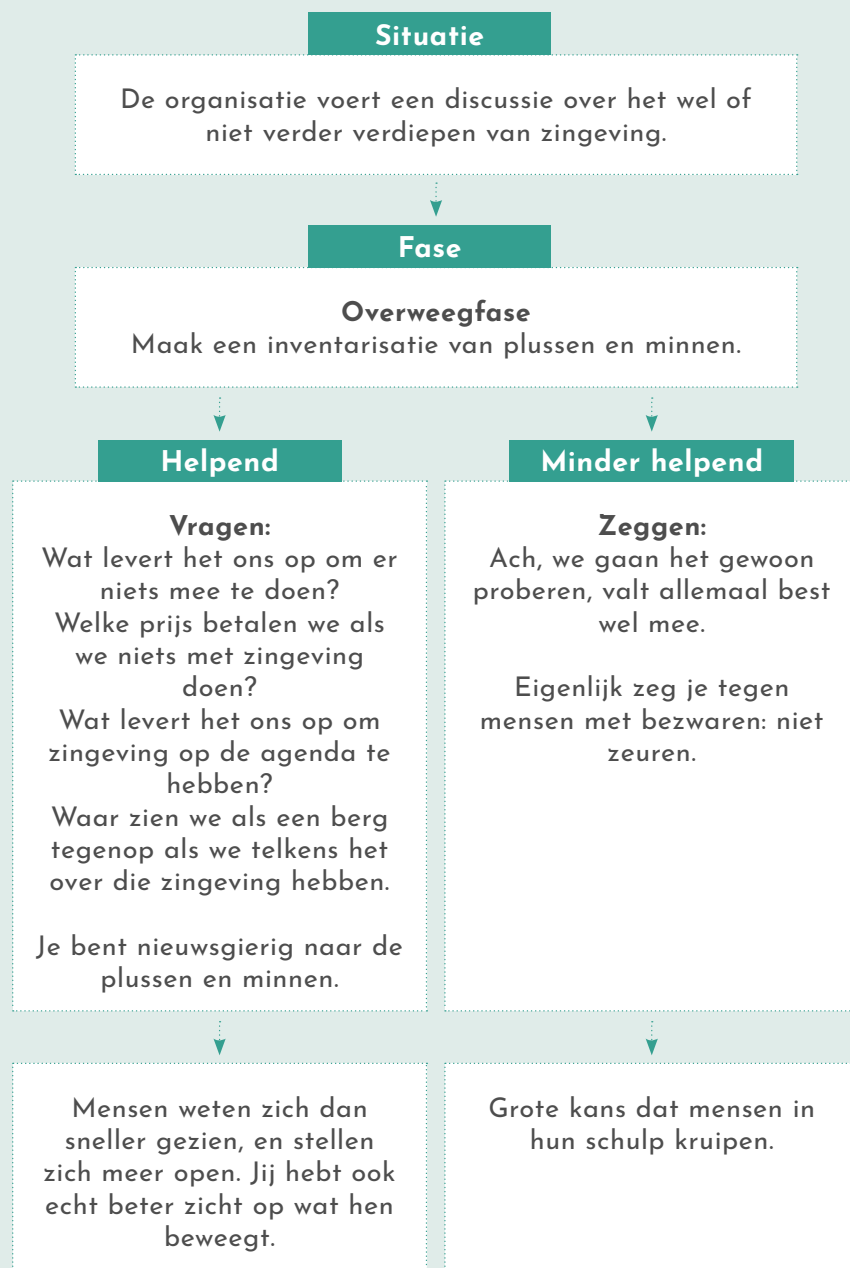 Situatie
De organisatie voert een discussie over het wel of
niet verder verdiepen van zingeving.
Fase
Overweegfase
Maak een inventarisatie van plussen en minnen.
Helpend
Vragen:
Wat levert het ons op om er
niets mee te doen?
Welke prijs betalen we als
we niets met zingeving
doen?
Wat levert het ons op om
zingeving op de agenda te
hebben?
Waar zien we als een berg
tegenop als we telkens het
over die zingeving hebben.
Je bent nieuwsgierig naar de
plussen en minnen.
Mensen weten zich dan
sneller gezien, en stellen
zich meer open. Jij hebt ook
echt beter zicht op wat hen
beweegt.
Minder helpend
Zeggen:
Ach, we gaan het gewoon
proberen, valt allemaal best
wel mee.
Eigenlijk zeg je tegen
mensen met bezwaren: niet
zeuren.
Grote kans dat mensen in
hun schulp kruipen.